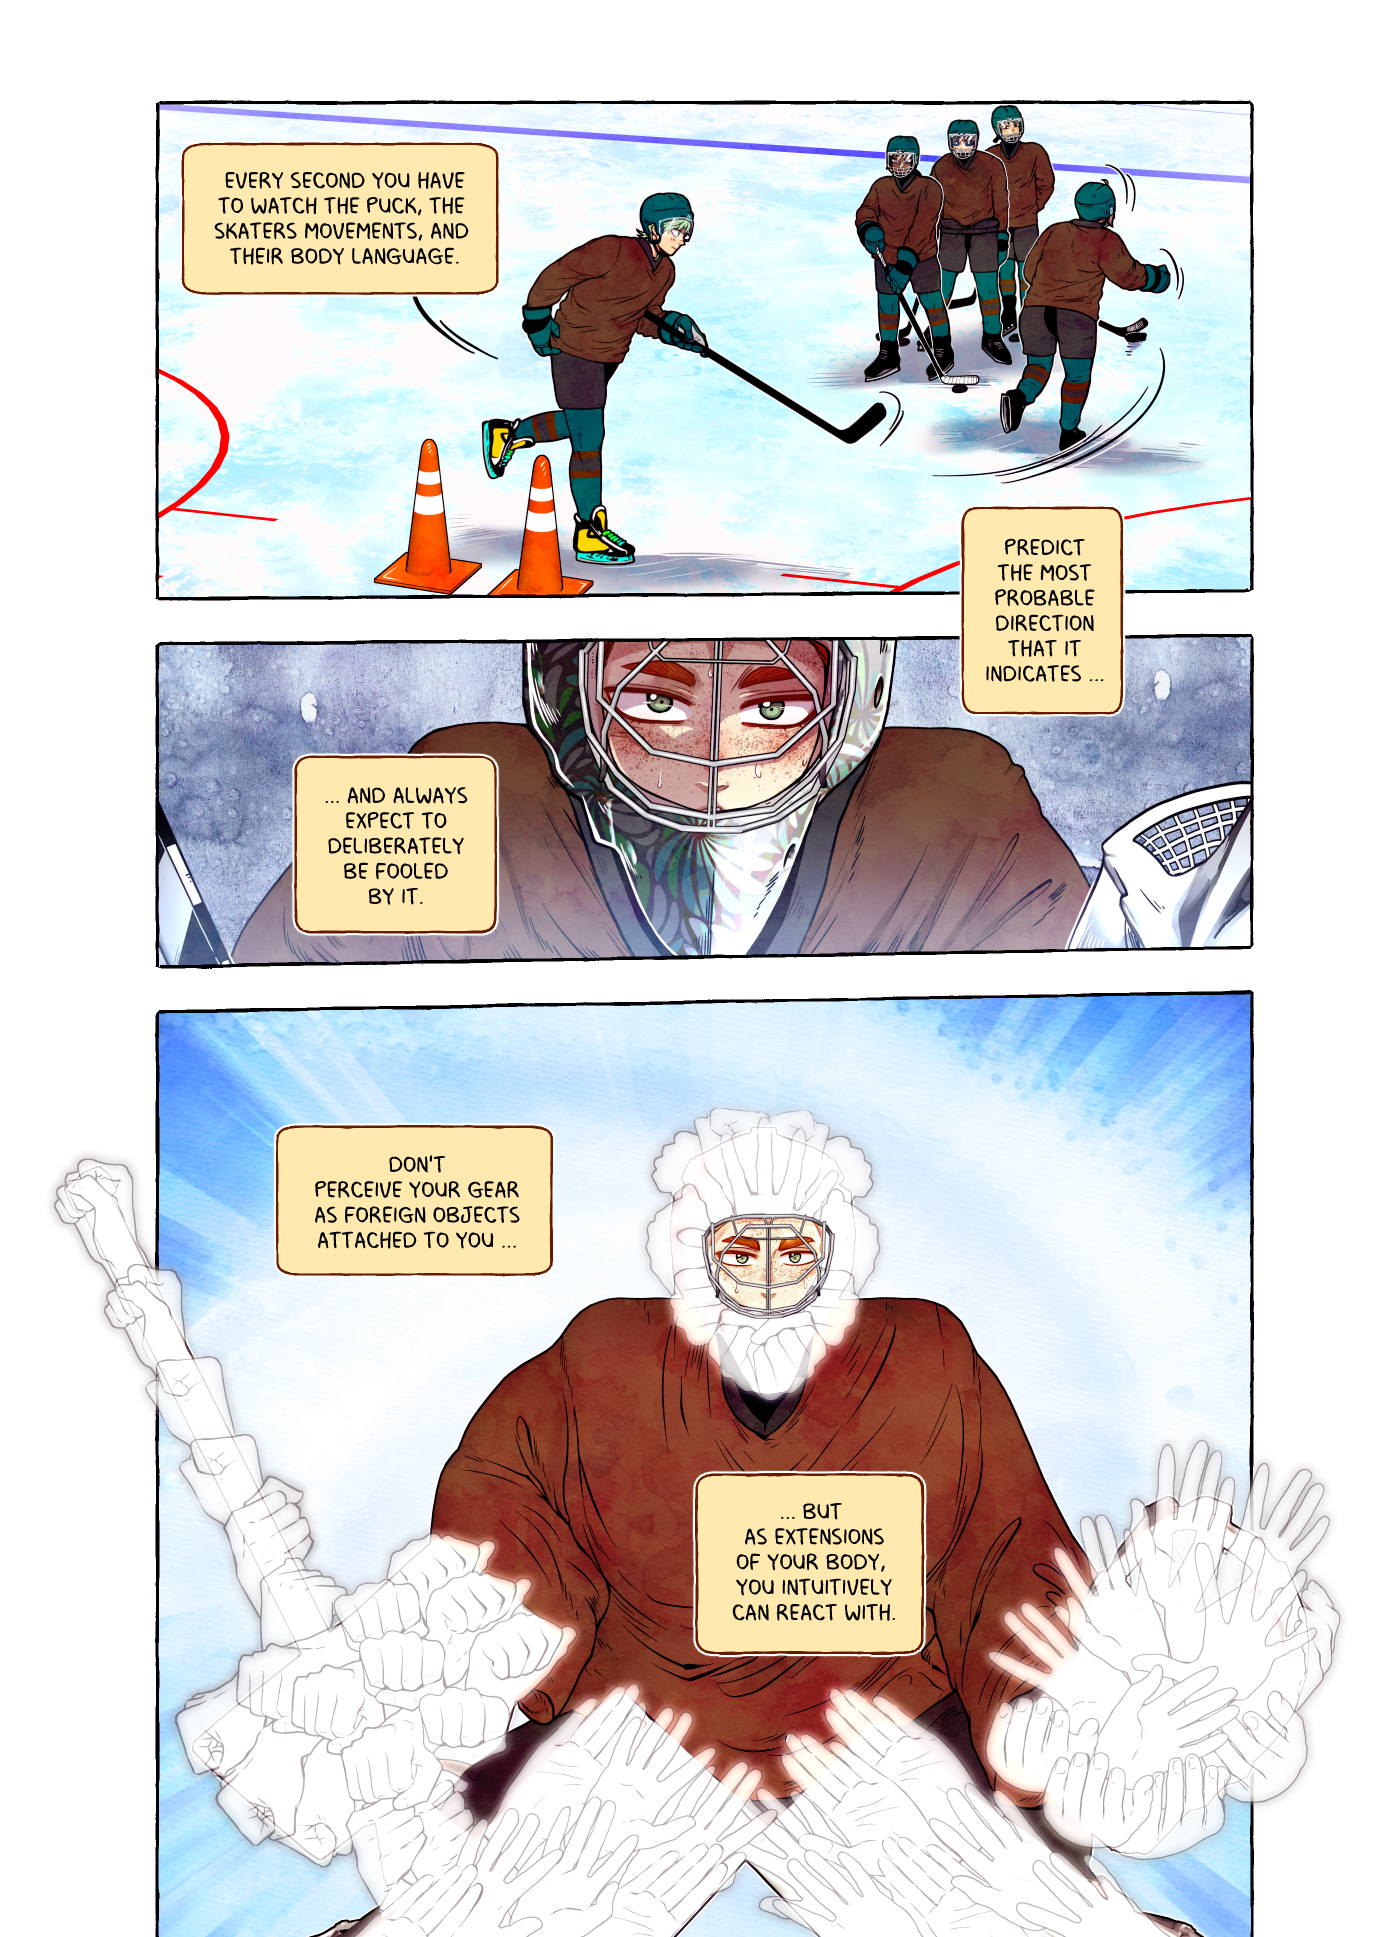 EVERY SECOND YOU HAVE
TO WATCH THE PUCK, THE
SKATERS MOVEMENTS, AND
THEIR BODY LANGUAGE.
PREDICT
THE MOST
PROBABLE
DIRECTION
THAT IT
INDICATES ...
... AND ALWAYS
EXPECT TO
DELIBERATELY
BE FOOLED
BY IT.
DON'T
PERCEIVE YOUR GEAR
AS FOREIGN OBJECTS
ATTACHED TO YOU ...
... BUT
AS EXTENSIONS
OF YOUR BODY,
YOU INTUITIVELY
CAN REACT WITH.